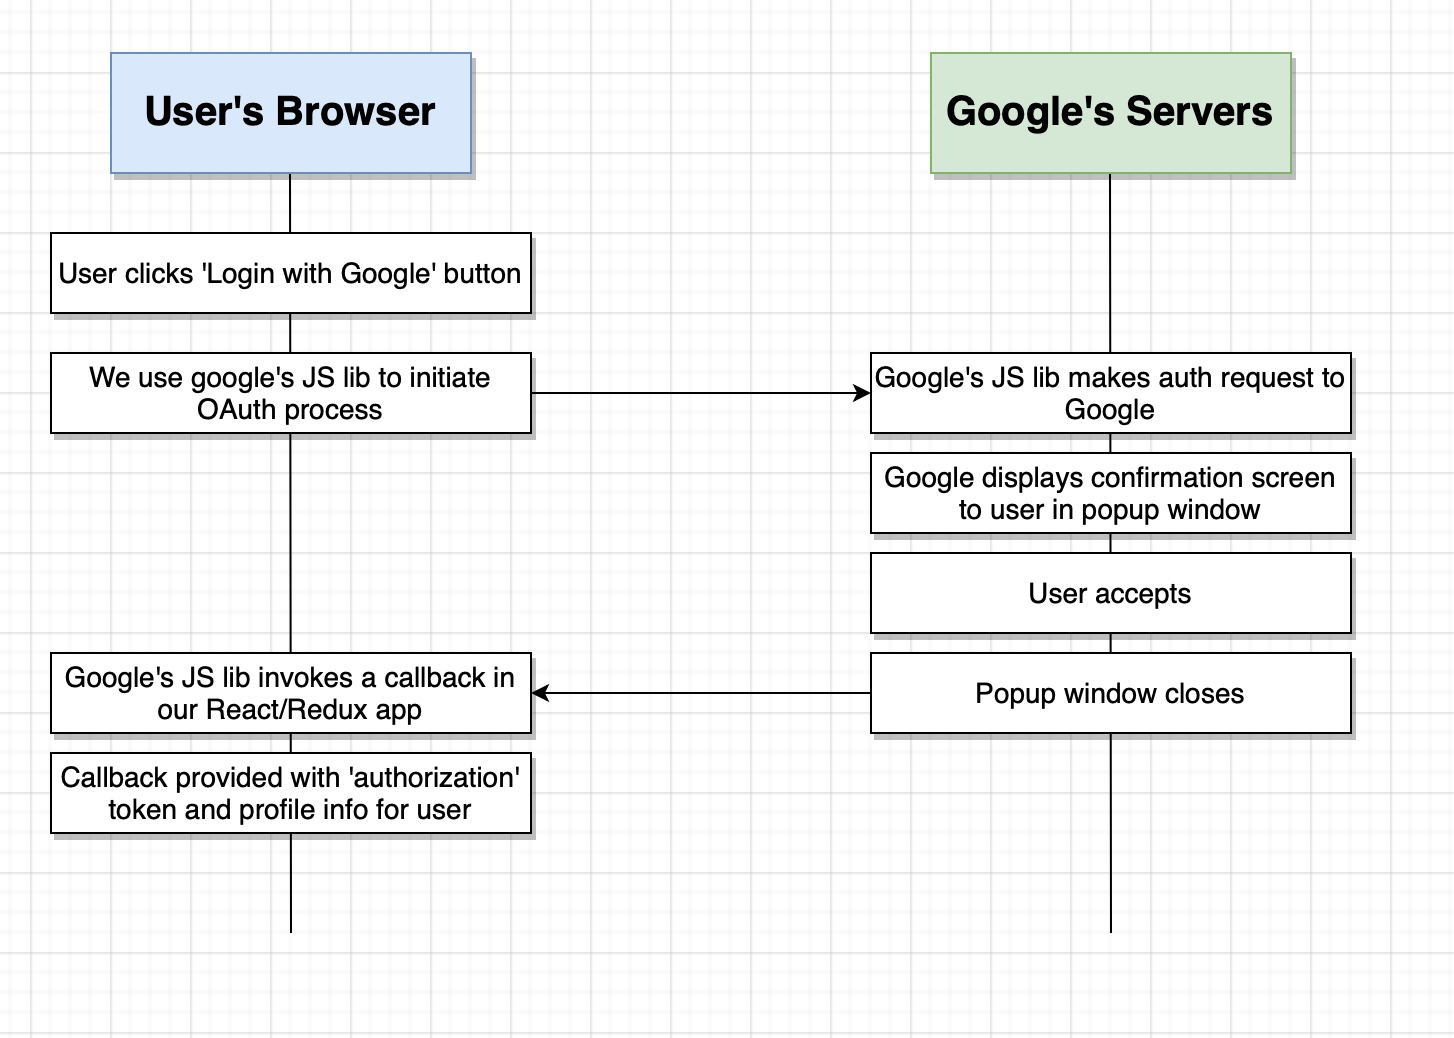 User's Browser
Google's Servers
User clicks 'Login with Google' button
We use google's JS lib to initiate
OAuth process
Google's JS lib makes auth request to
Google
Google displays confirmation screen
to user in popup window
User accepts
Popup window closes
Google's JS lib invokes a callback in
our React/Redux app
Callback provided with 'authorization'
token and profile info for user